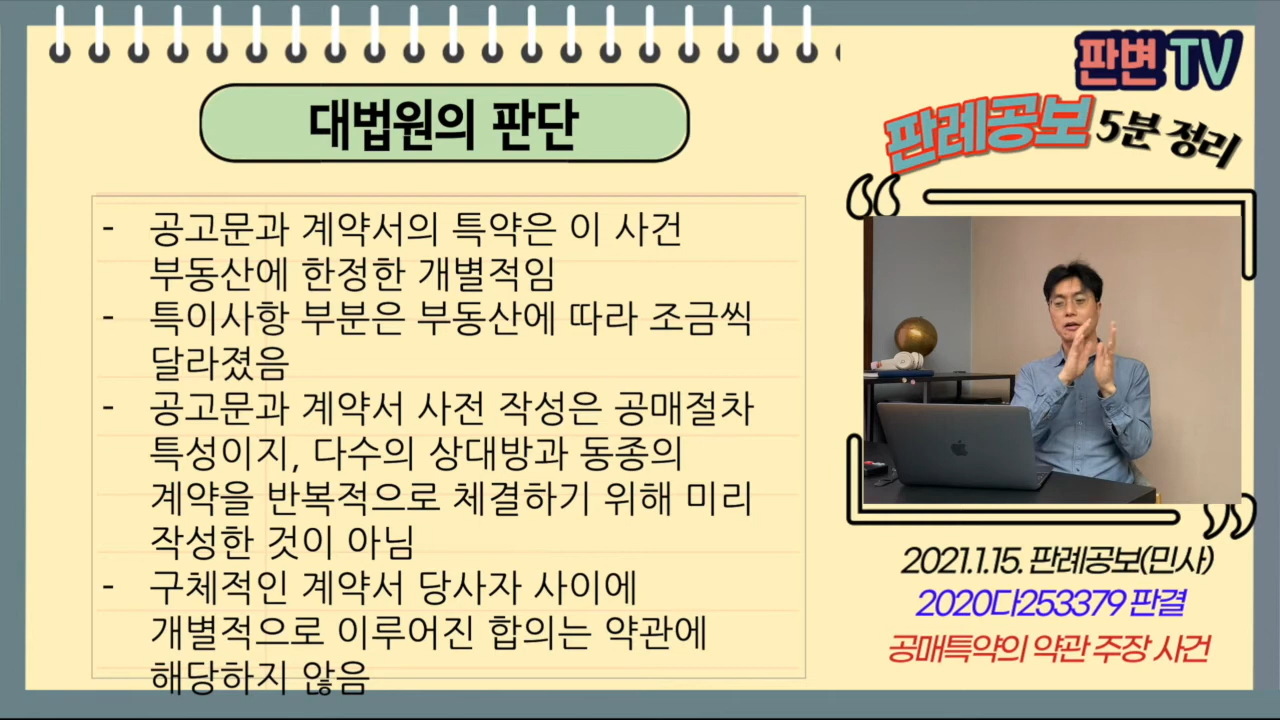 대법원의 판단
- 공고문과 계약서의 특약은 이 사건
부동산에 한정한 개별적임
- 특이사항 부분은 부동산에 따라 조금씩
달라졌음
- 공고문과 계약서 사전 작성은 공매절차
특성이지, 다수의 상대방과 동종의
계약을 반복적으로 체결하기 위해 미리
작성한 것이 아님
- 구체적인 계약서 당사자 사이에
개별적으로 이루어진 합의는 약관에
해당하지 않음
판변 TV
판례공보 5분 정리
2021.1.15. 판례공보(민사)
2020다253379 판결
공매특약의 약관 주장 사건